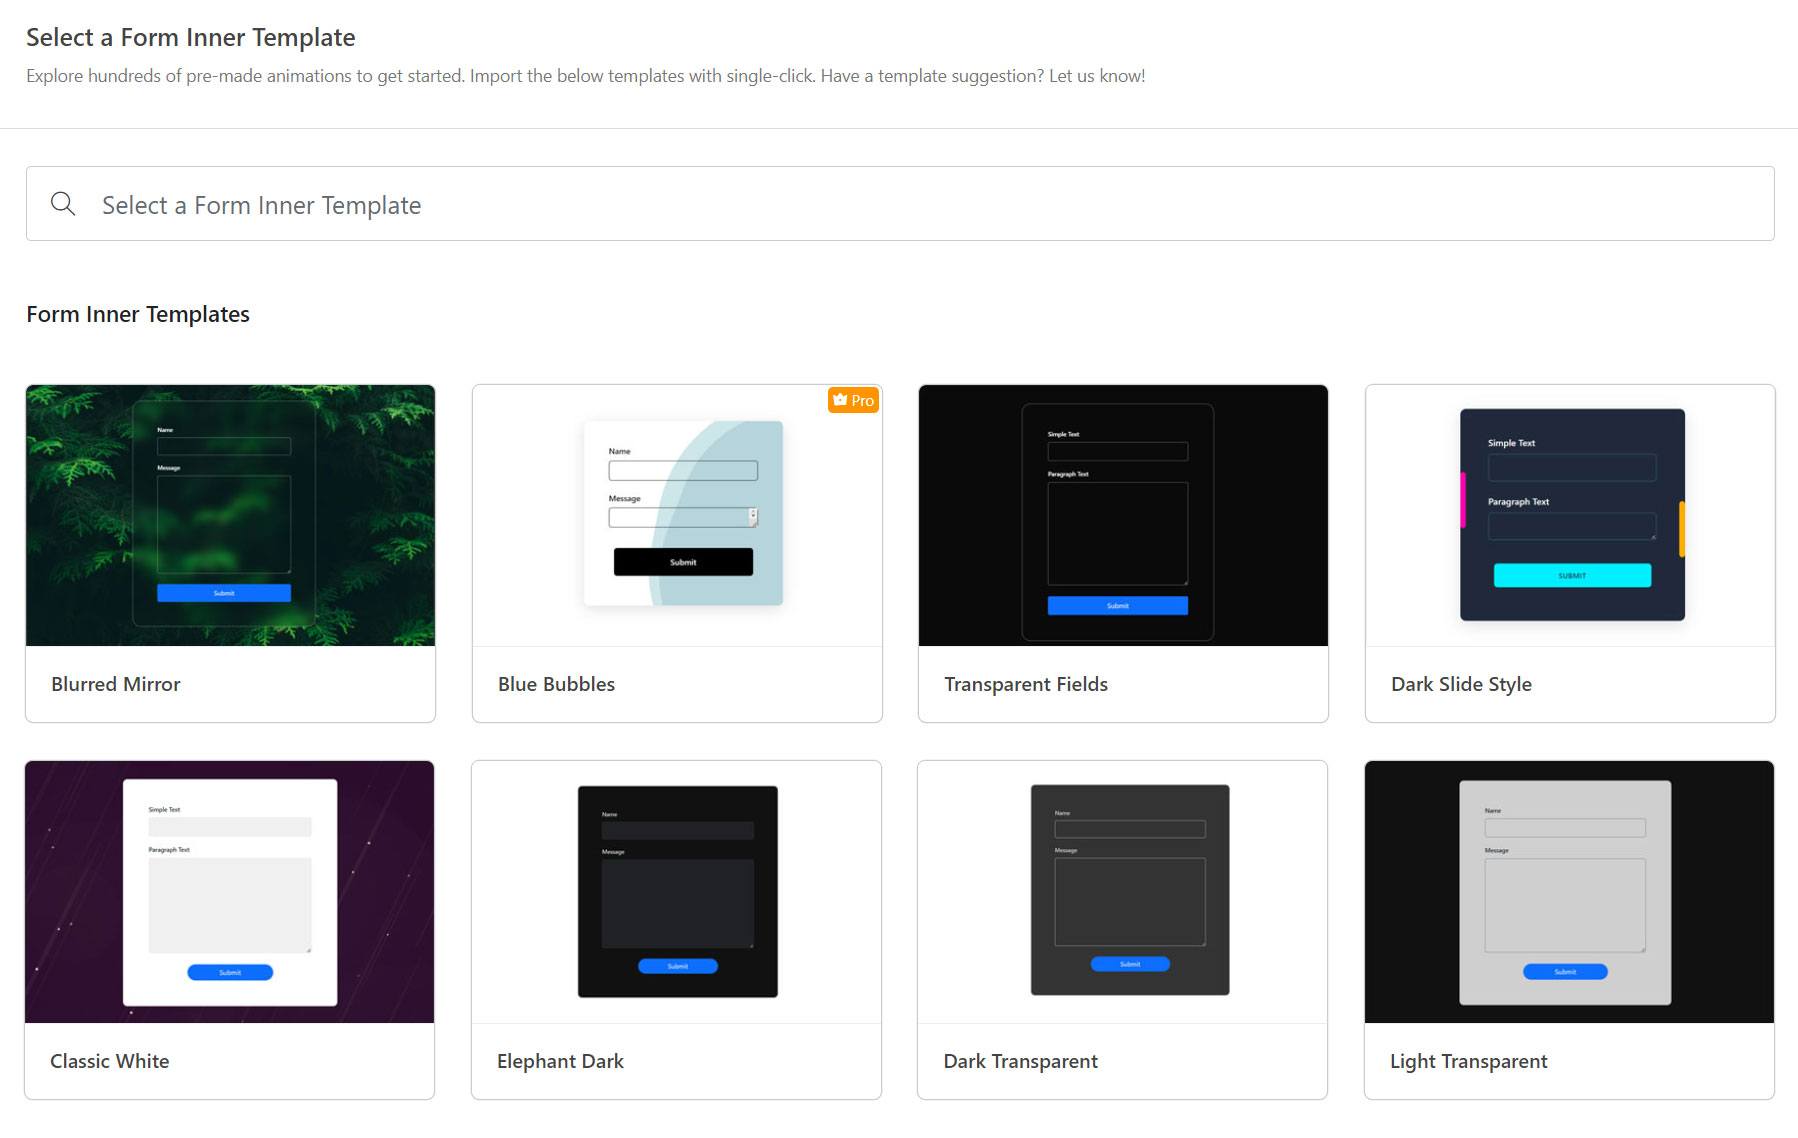 Select a Form Inner Template
Explore hundreds of pre-made animations to get started. Import the below templates with single-click. Have a template suggestion? Let us know!
Select a Form Inner Template
Form Inner Templates
Name
Message
Submit
Blurred Mirror
Pro
Name
Message
Submit
Blue Bubbles
Simple Text
Paragraph Text
Submit
Transparent Fields
Simple Text
Paragraph Text
SUBMIT
Dark Slide Style
Simple Text
Paragraph Text
Submit
Classic White
Name
Message
Submit
Elephant Dark
Name
Message
Submit
Dark Transparent
Name
Message
Submit
Light Transparent